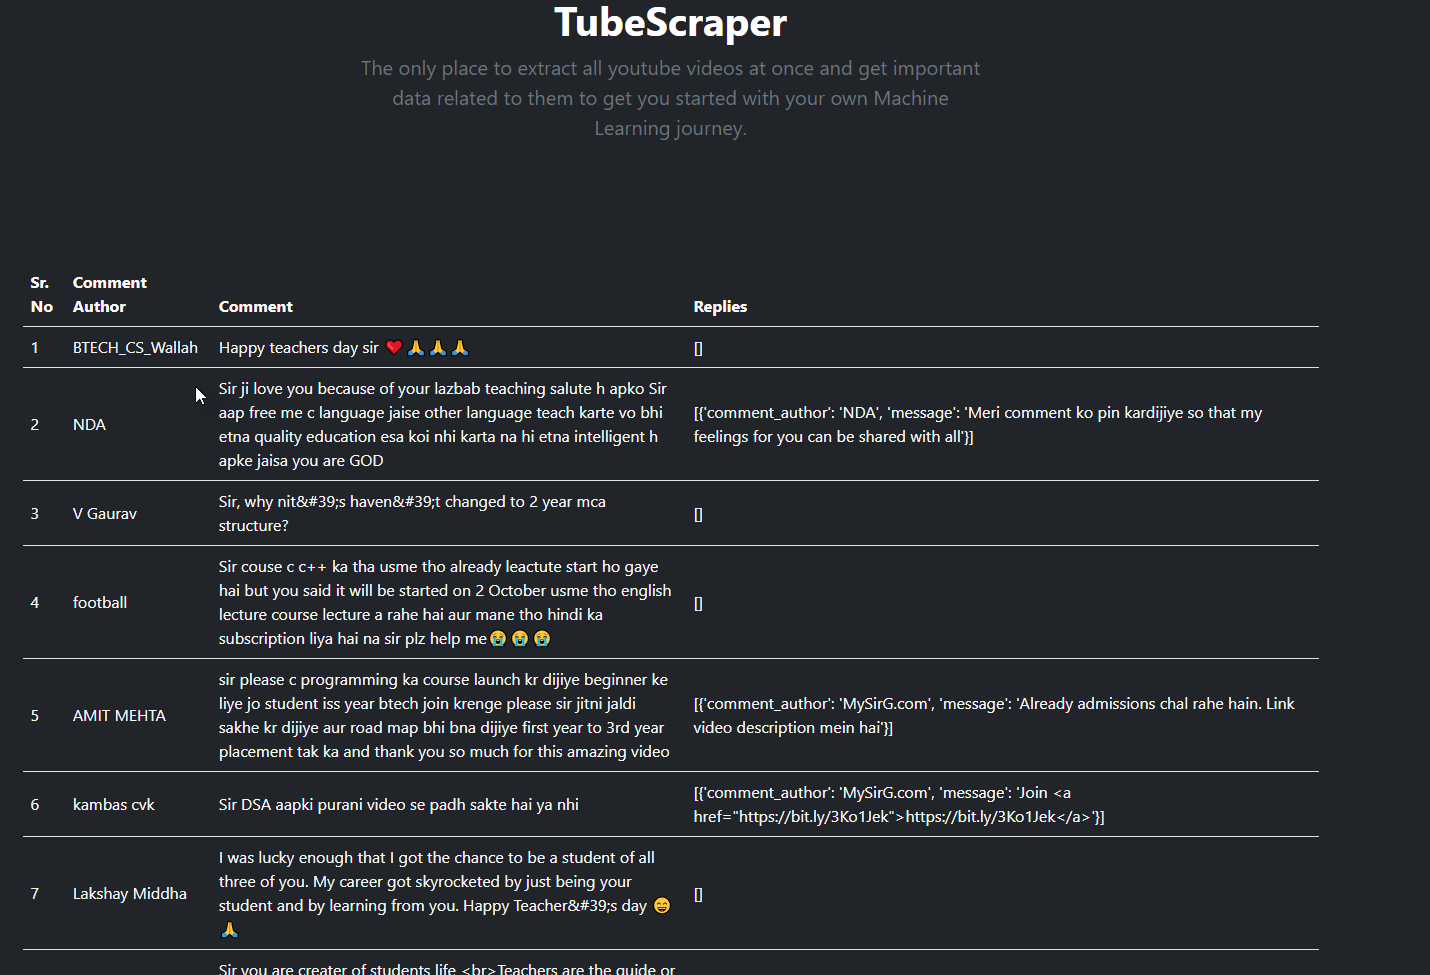 TubeScraper
The only place to extract all youtube videos at once and get important
data related to them to get you started with your own Machine
Learning journey.
Sr. No
Comment Author
Comment
Replies
1
BTECH_CS_Wallah
Happy teachers day sir ❤️🙏🙏🙏
[]
2
NDA
Sir ji love you because of your lazbab teaching salute h apko Sir
aap free me c language jaise other language teach karte vo bhi
etna quality education esa koi nhi karta na hi etna intelligent h
apke jaisa you are GOD
[{'comment_author': 'NDA', 'message': 'Meri comment ko pin kardijiye so that my
feelings for you can be shared with all'}]
3
V Gaurav
Sir, why nit&#39;s haven&#39;t changed to 2 year mca
structure?
[]
4
football
Sir couse c c++ ka tha usme tho already leactute start ho gaye
hai but you said it will be started on 2 October usme tho english
lecture course lecture a rahe hai aur mane tho hindi ka
subscription liya hai na sir plz help me😭😭😭
[]
5
AMIT MEHTA
sir please c programming ka course launch kr dijiye beginner ke
liye jo student iss year btech join krenge please sir jitni jaldi
sakhe kr dijiye aur road map bhi bna dijiye first year to 3rd year
placement tak ka and thank you so much for this amazing video
[{'comment_author': 'MySirG.com', 'message': 'Already admissions chal rahe hain. Link
video description mein hai'}]
6
kambas cvk
Sir DSA aapki purani video se padh sakte hai ya nhi
[{'comment_author': 'MySirG.com', 'message': 'Join <a
href="https://bit.ly/3Ko1Jek">https://bit.ly/3Ko1Jek</a>'}]
7
Lakshay Middha
I was lucky enough that I got the chance to be a student of all
three of you. My career got skyrocketed by just being your
student and by learning from you. Happy Teacher&#39;s day 😄
🙏
[]
Sir you are creater of students life <br>Teachers are the guide or